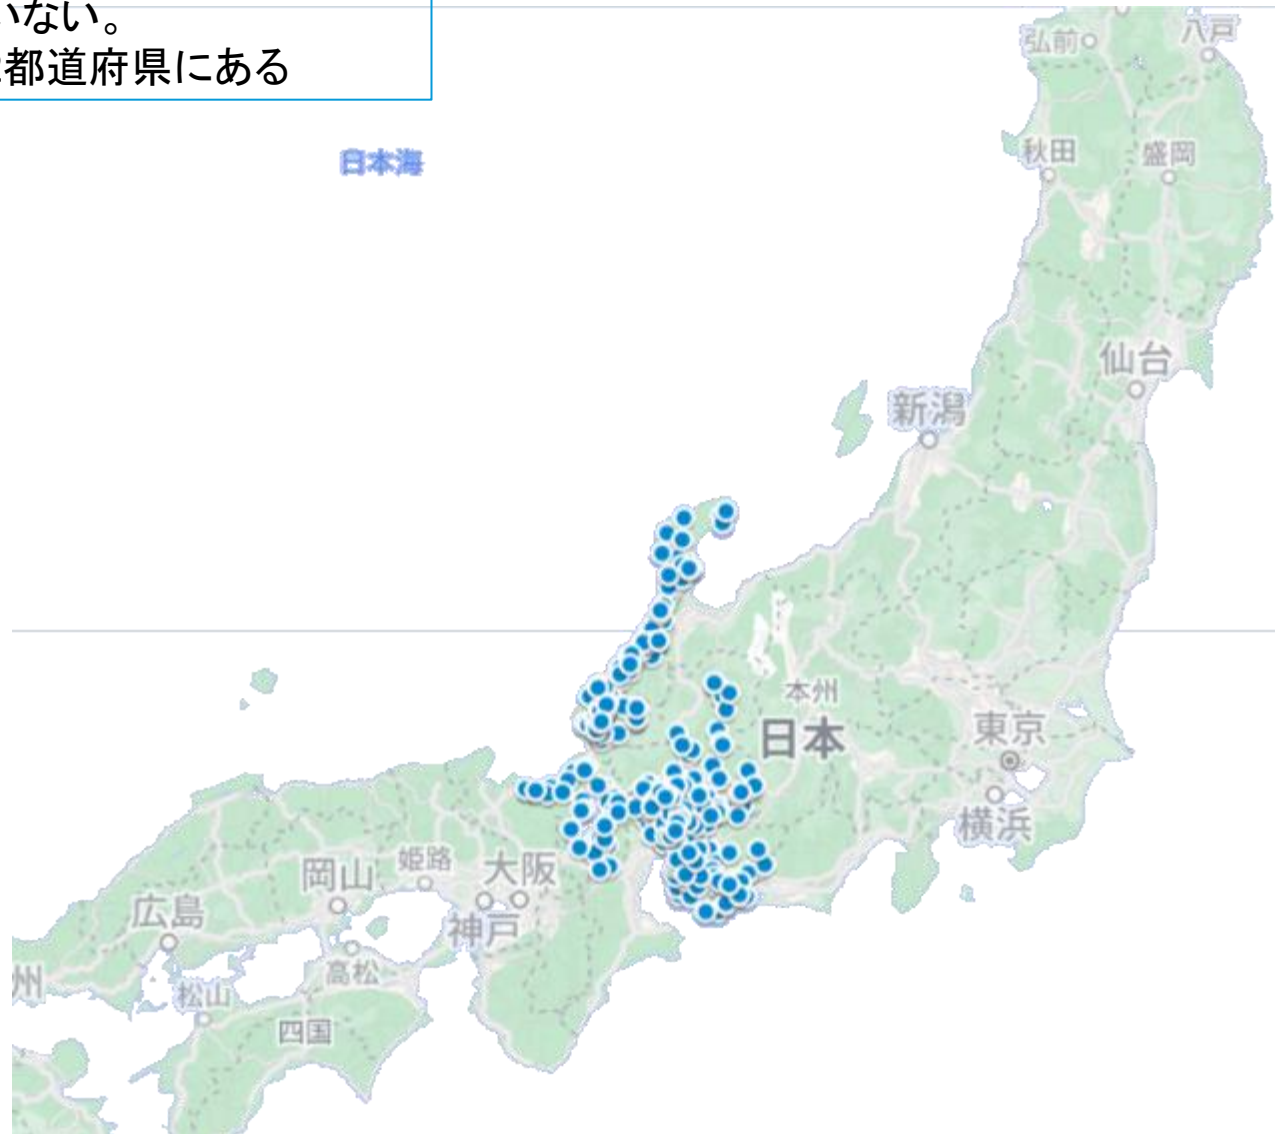 いない。
都道府県にある
弘前
八戸
日本海
秋田
盛岡
仙台
新潟
本州
日本
東京
横浜
姫路
大阪
岡山
広島
神戸
州
高松
松山
四国